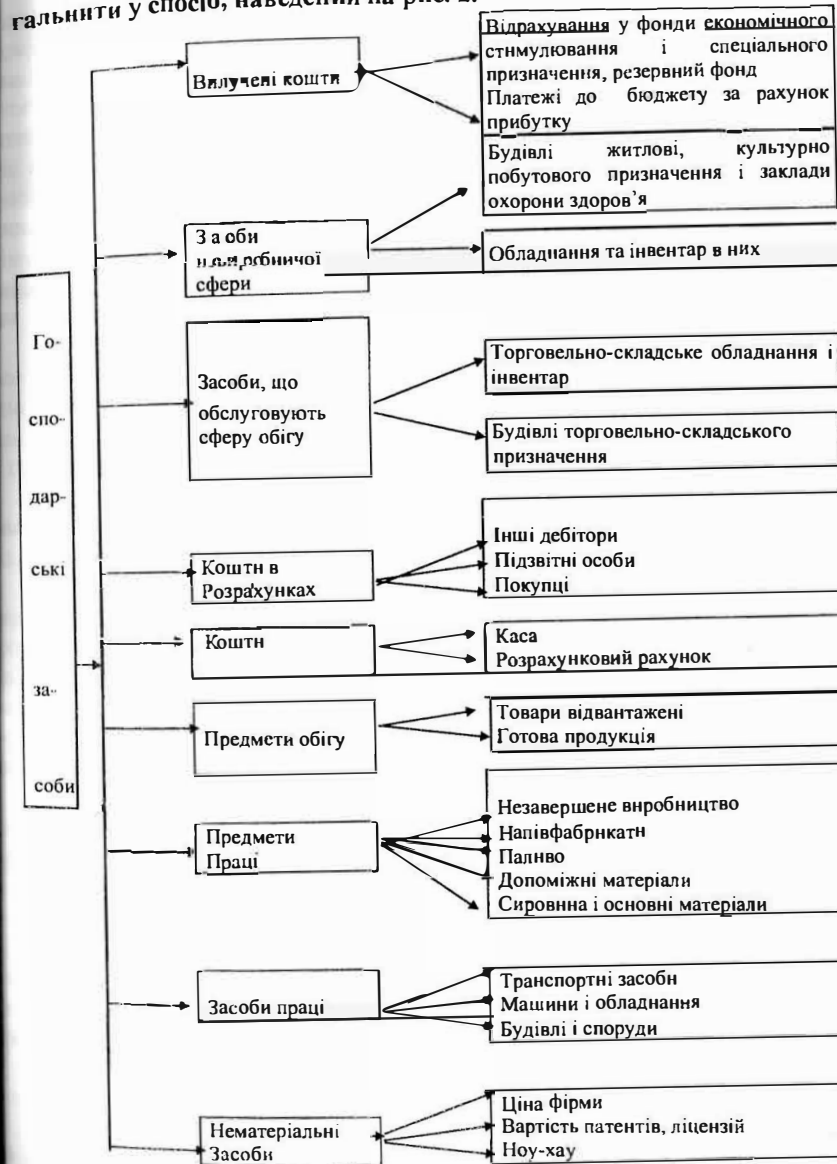 гальнити у спосіб, наведений на рис.
Вилучені кошти
Відрахування у фонди економічного
стимулювання і спеціального
призначення, резервний фонд
Платежі до бюджету за рахунок
прибутку
Будівлі житлові, культурно
побутового призначення і заклади
охорони здоров’я
Засоби
сфери
Обладнання та інвентар в них
Го-
спо-
дар-
ські
за-
соби
Засоби, що
обслуговують
сферу обігу
Торговельно-складське обладнання і
інвентар
Будівлі торговельно-складського
призначення
Кошти в
Розрахунках
Інші дебітори
Підзвітні особи
Покупці
Кошти
Каса
Розрахунковий рахунок
Предмети обігу
Товари відвантажені
Готова продукція
Предмети
Праці
Незавершене виробництво
Напівфабрикати
Паливо
Допоміжні матеріали
Сировина і основні матеріали
Засоби праці
Транспортні засоби
Машини і обладнання
Будівлі і споруди
Нематеріальні
Засоби
Ціна фірми
Вартість патентів, ліцензій
Ноу-хау